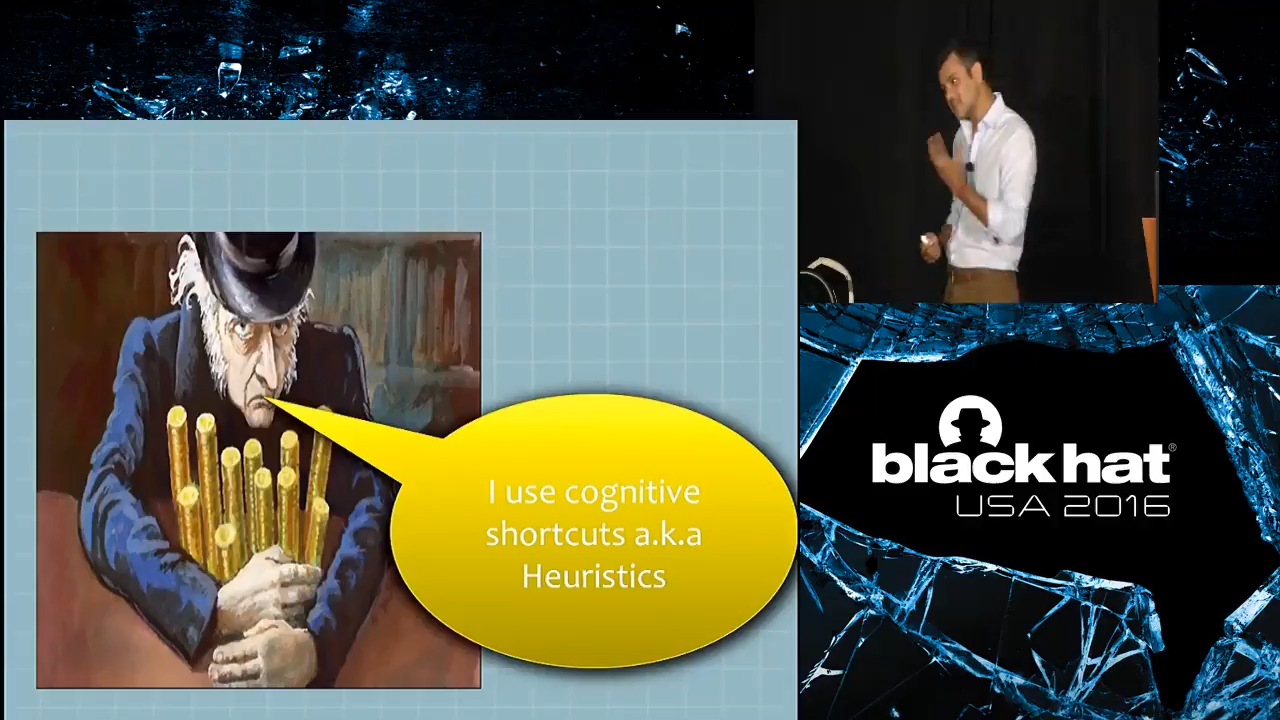 I use cognitive
shortcuts a.k.a
Heuristics
black hat®
USA 2016